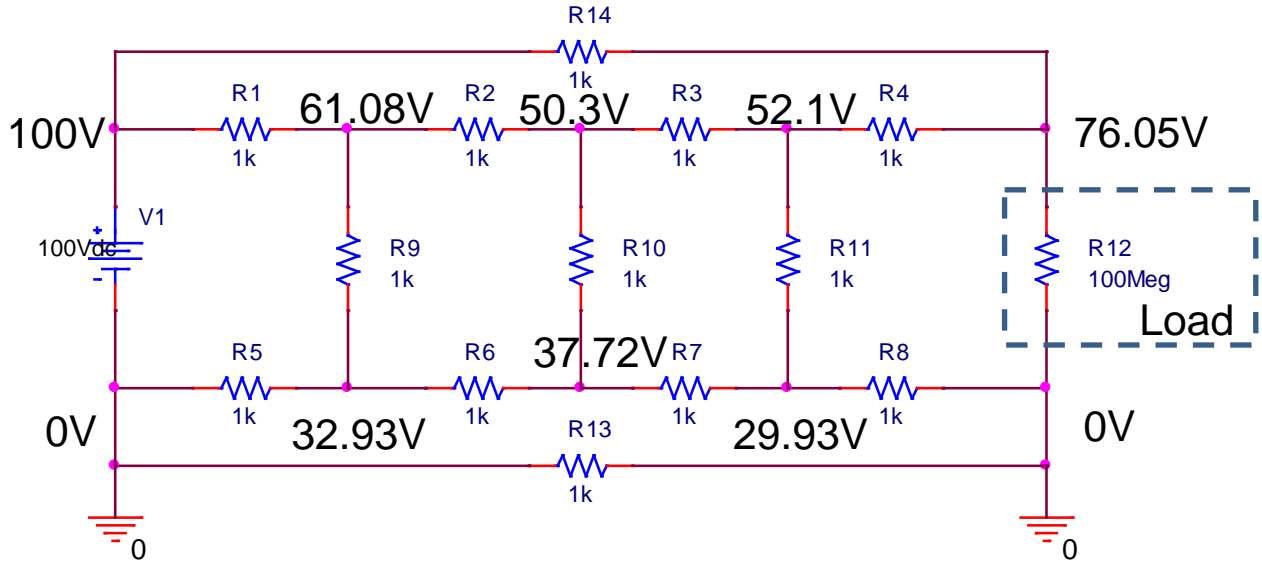 R14
1k
R1
61.08V
R2
50.3V
R3
52.1V
R4
100V
1k
1k
1k
1k
76.05V
+
V1
100Vdc
-
R9
1k
R10
1k
R11
1k
R12
100Meg
Load
R5
R6
37.72V
R7
R8
1k
1k
1k
1k
0V
32.93V
R13
29.93V
0V
1k
0
0